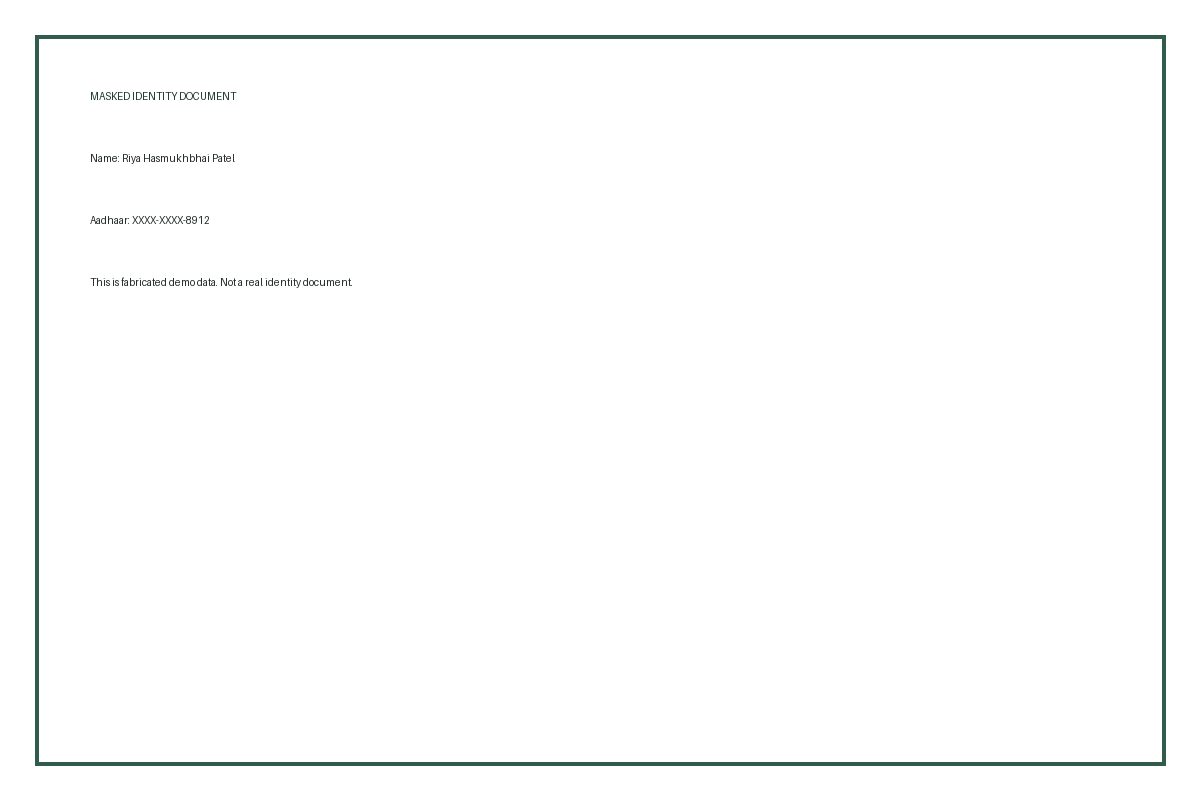 MASKED IDENTITY DOCUMENT
Name: Riya Hasmukhbhai Patel
Aadhaar: XXXX-XXXX-8912
This is fabricated demo data. Not a real identity document.